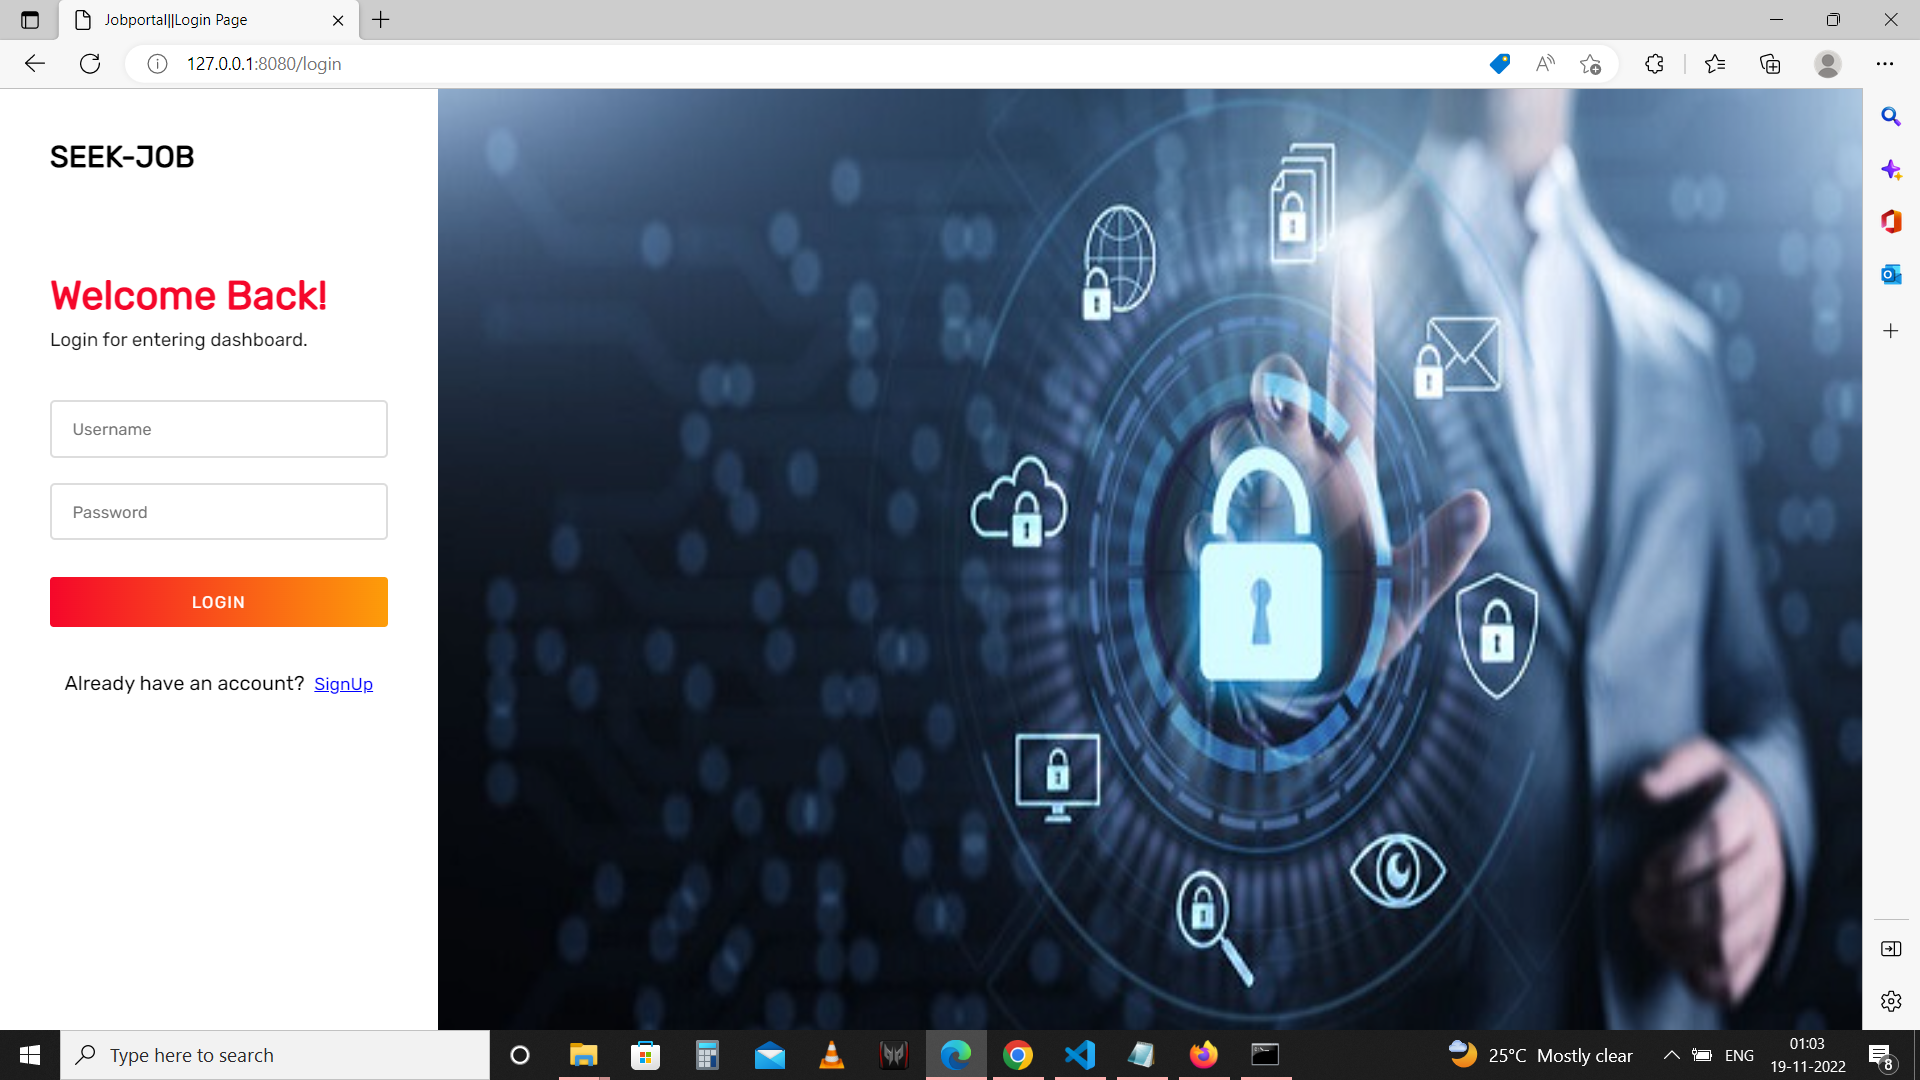 Jobportal||Login Page
127.0.0.1:8080/login
SEEK-JOB
Welcome Back!
Login for entering dashboard.
Username
Password
LOGIN
Already have an account? SignUp
Type here to search
25°C Mostly clear
ENG
01:03
19-11-2022
8